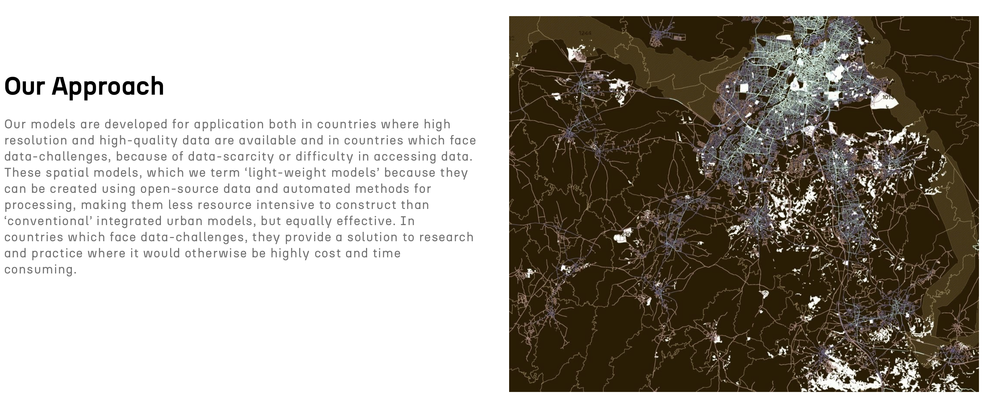 Our Approach
Our models are developed for application both in countries where high
resolution and high-quality data are available and in countries which face
data-challenges, because of data-scarcity or difficulty in accessing data.
These spatial models, which we term ‘light-weight models’ because they
can be created using open-source data and automated methods for
processing, making them less resource intensive to construct than
‘conventional’ integrated urban models, but equally effective. In
countries which face data-challenges, they provide a solution to research
and practice where it would otherwise be highly cost and time
consuming.
1244